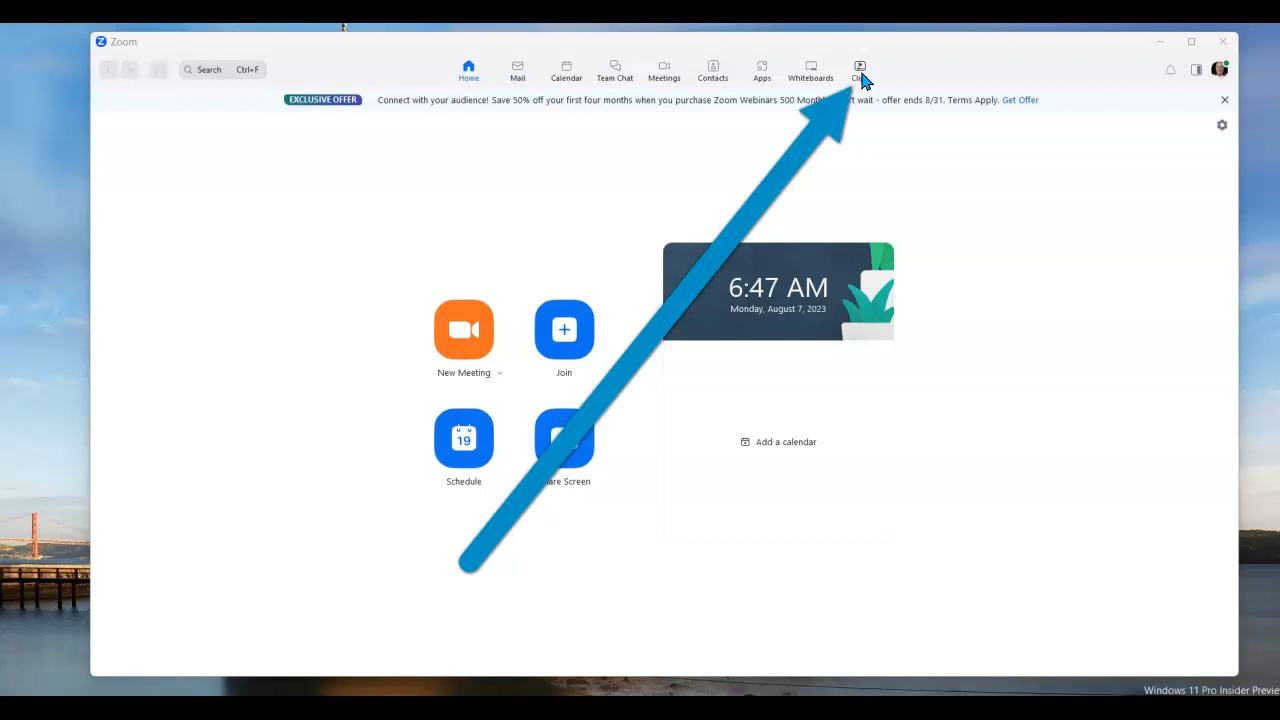 Zoom
Search Ctrl+F
Home
Mail
Calendar
Team Chat
Meetings
Contacts
Apps
Whiteboards
EXCLUSIVE OFFER
Connect with your audience! Save 50% off your first four months when you purchase Zoom Webinars 500 wait - offer ends 8/31. Terms Apply. Get Offer
6:47 AM
Monday, August 7, 2023
New Meeting
Join
19
Add a calendar
Schedule
Screen
Windows 11 Pro Insider